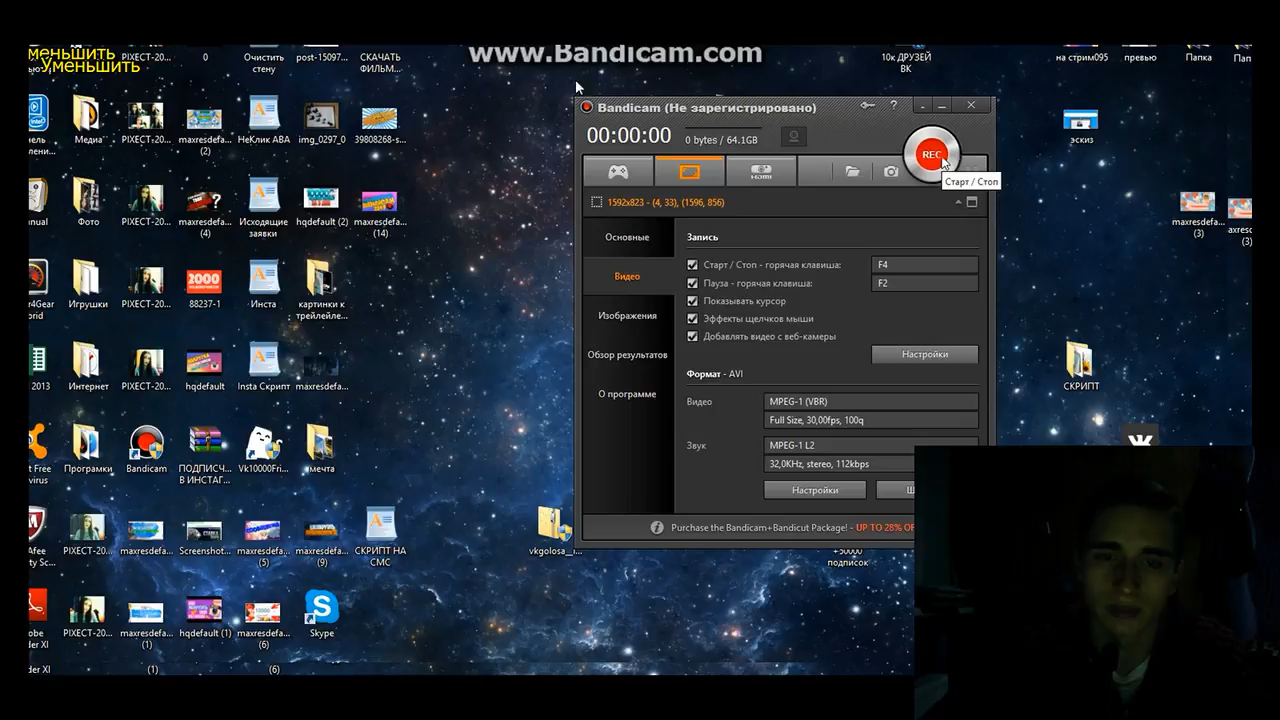 www.Bandicam.com
меньшить
Уменьшить
PIXECT-20...
0
Очистить
стену
post-15097...
СКАЧАТЬ
ФИЛЬМ...
10к ДРУЗЕЙ
ВК
на стрим095
превью
Папка
Медиа
PIXECT-20...
maxresdefa...
(2)
НеКлик АВА
img_0297_0
39808268-s...
эскиз
Фото
PIXECT-20...
maxresdefa...
(4)
Исходящие
заявки
hqdefault (2)
maxresdefa...
(14)
maxresdefa...
(3)
axresdefa...
(3)
Игрушки
PIXECT-20...
2000
88237-1
Инста
картинки к
трейлейле...
2013
Интернет
PIXECT-20...
hqdefault
Insta Скрипт
maxresdefa...
СКРИПТ
Програмки
Bandicam
ПОДПИСЧ...
В ИНСТАГ...
Vk10000Fri...
мечта
PIXECT-20...
maxresdefa...
Screenshot...
maxresdefa...
(5)
maxresdefa...
(9)
СКРИПТ НА
СМС
vkgolosa__i...
+50000
подписок
PIXECT-20...
maxresdefa...
(1)
hqdefault (1)
maxresdefa...
(6)
Skype
(1)
(6)
Bandicam (Не зарегистрировано)
00:00:00
0 bytes / 64.1GB
REC
Старт / Стоп
HDMI
1592x823 - (4, 33), (1596, 856)
Основные
Видео
Изображения
Обзор результатов
О программе
Запись
Старт / Стоп - горячая клавиша:
F4
Пауза - горячая клавиша:
F2
Показывать курсор
Эффекты щелчков мыши
Добавлять видео с веб-камеры
Настройки
Формат - AVI
Видео
MPEG-1 (VBR)
Full Size, 30,00fps, 100q
Звук
MPEG-1 L2
32,0KHz, stereo, 112kbps
Настройки
Purchase the Bandicam+Bandicut Package! - UP TO 28% OF